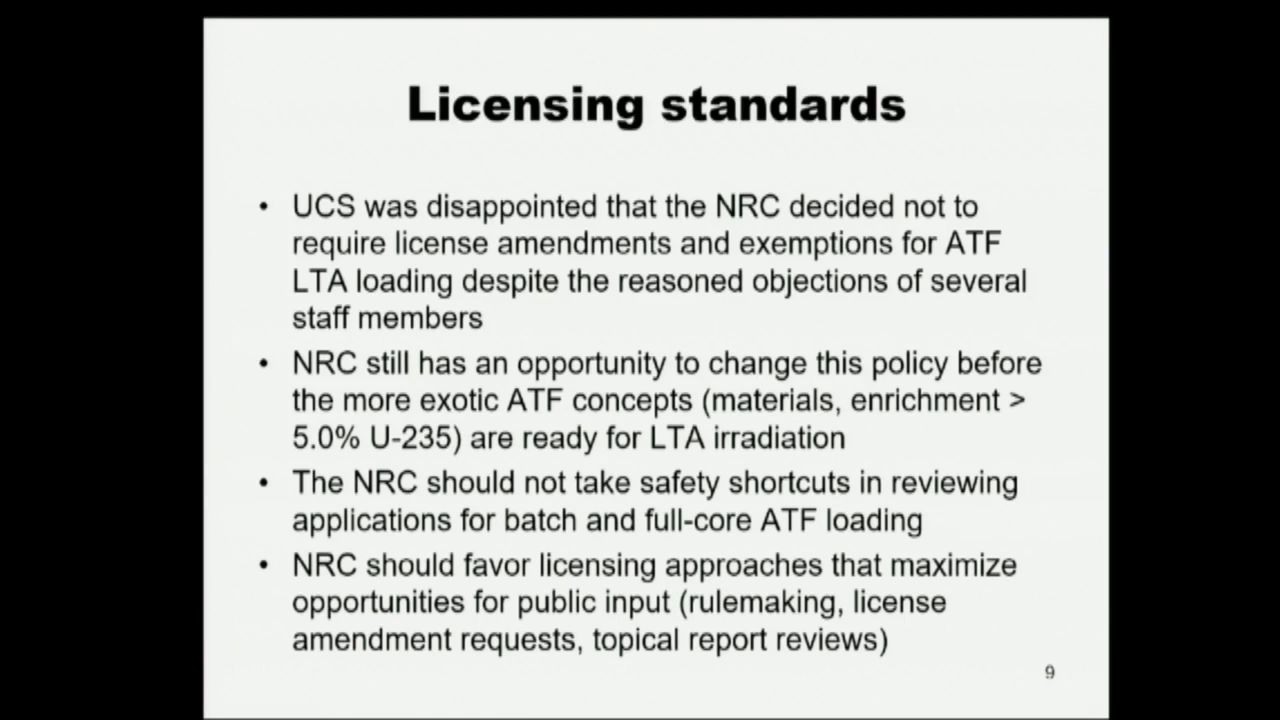 Licensing standards
• UCS was disappointed that the NRC decided not to
require license amendments and exemptions for ATF
LTA loading despite the reasoned objections of several
staff members
• NRC still has an opportunity to change this policy before
the more exotic ATF concepts (materials, enrichment >
5.0% U-235) are ready for LTA irradiation
• The NRC should not take safety shortcuts in reviewing
applications for batch and full-core ATF loading
• NRC should favor licensing approaches that maximize
opportunities for public input (rulemaking, license
amendment requests, topical report reviews)
9